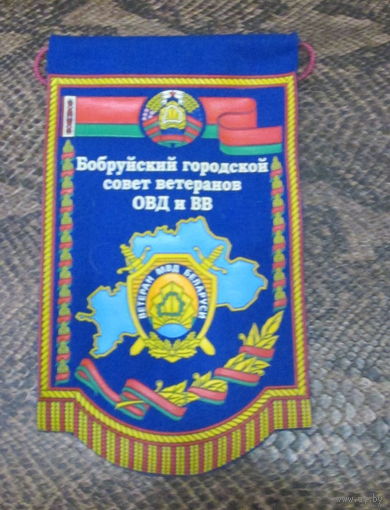 Бобруйский городской
совет ветеранов
ОВД и ВВ
ВЕТЕРАН МВД БЕЛАРУСИ